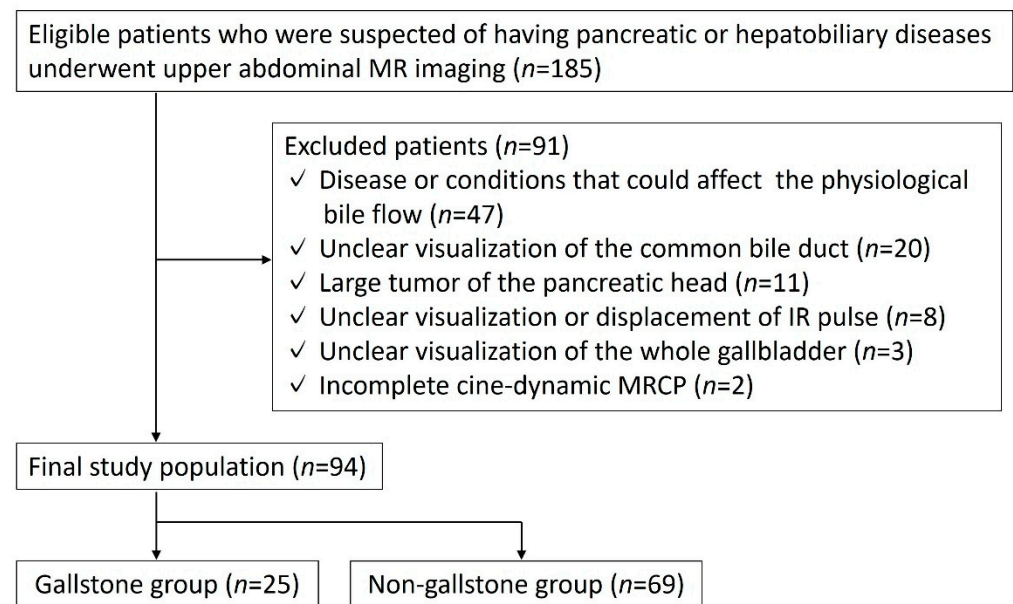 Eligible patients who were suspected of having pancreatic or hepatobiliary diseases
underwent upper abdominal MR imaging (n=185)
Excluded patients (n=91)
✓ Disease or conditions that could affect the physiological
bile flow (n=47)
✓ Unclear visualization of the common bile duct (n=20)
✓ Large tumor of the pancreatic head (n=11)
✓ Unclear visualization or displacement of IR pulse (n=8)
✓ Unclear visualization of the whole gallbladder (n=3)
✓ Incomplete cine-dynamic MRCP (n=2)
Final study population (n=94)
Gallstone group (n=25)
Non-gallstone group (n=69)